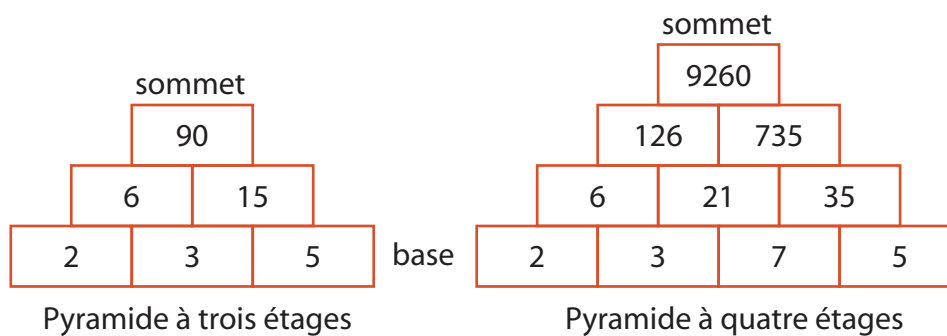 sommet
90
6 15
2 3 5
Pyramide à trois étages
base
sommet
9260
126 735
6 21 35
2 3 7 5
Pyramide à quatre étages